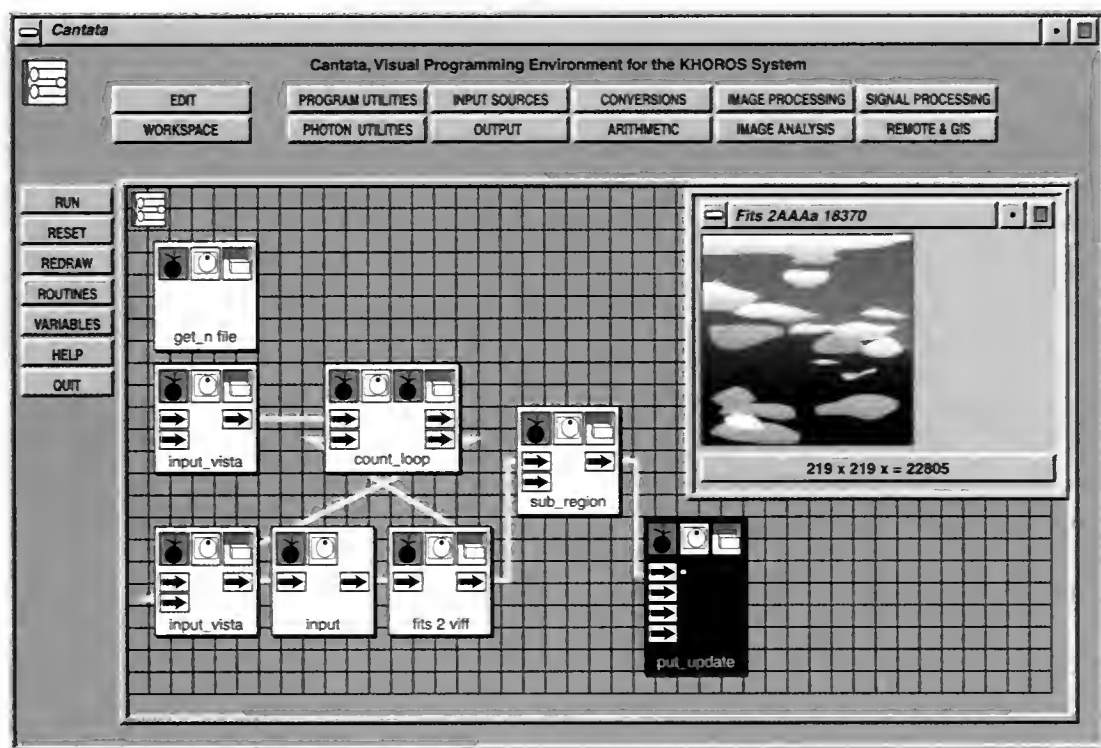 Cantata
Cantata, Visual Programming Environment for the KHOROS System
EDIT
PROGRAM UTILITIES
INPUT SOURCES
CONVERSIONS
IMAGE PROCESSING
SIGNAL PROCESSING
WORKSPACE
PHOTON UTILITIES
OUTPUT
ARITHMETIC
IMAGE ANALYSIS
REMOTE & GIS
RUN
RESET
REDRAW
ROUTINES
VARIABLES
HELP
QUIT
get_n file
input_vista
count_loop
sub_region
input_vista
input
fits 2 viff
put_update
Fits 2AAAa 18370
219 x 219 x = 22805